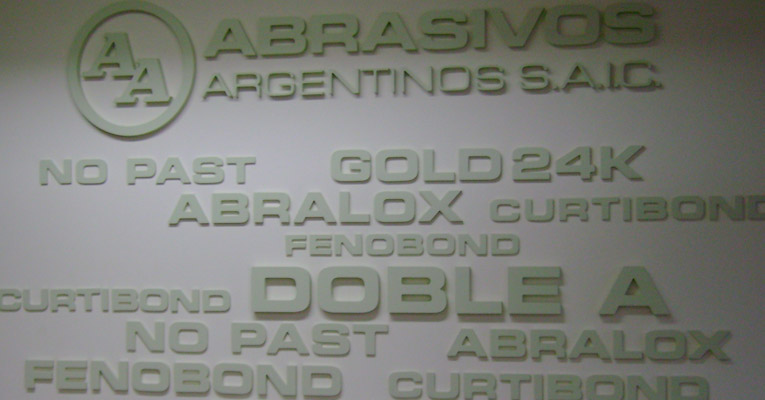 AA
ABRASIVOS
ARGENTINOS S.A.I.C.
NO PAST GOLD 24K
ABRALOX CURTIBOND
FENOBOND
CURTIBOND DOBLE A
NO PAST ABRALOX
FENOBOND CURTIBOND